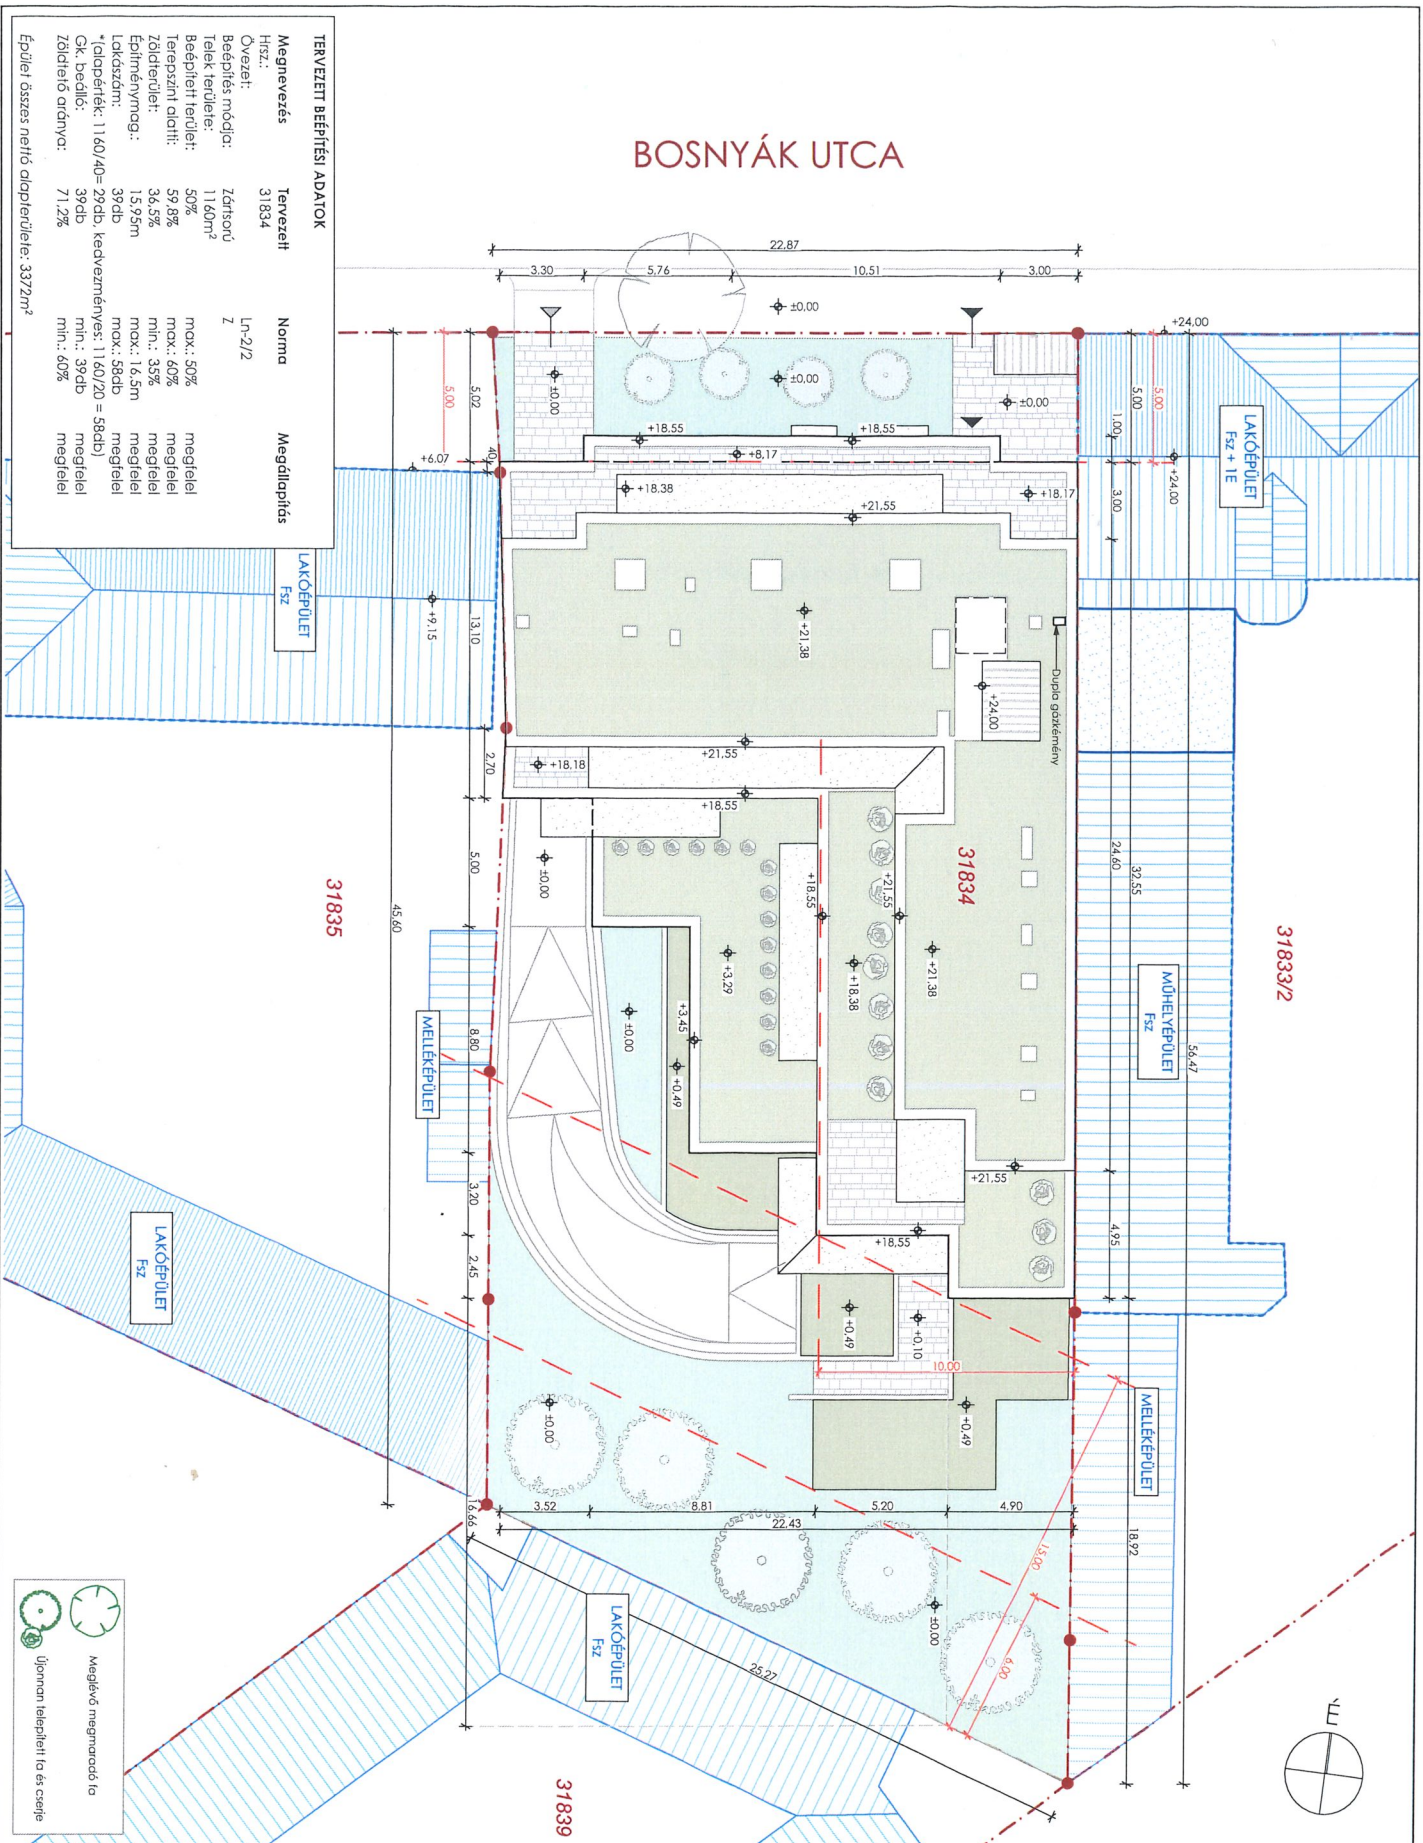 BOSNYÁK UTCA
TERVEZETT BEÉPÍTÉSI ADATOK
Megnevezés Tervezett Norma Megállapítás
Hrsz.: 31834
Övezet: Ln-2/2
Beépítés módja: Zártsorú Z
Telek területe: 1160m²
Beépített terület: 50% max.: 50% megfelel
Terepszint alatti: 59,8% max.: 60% megfelel
Zöldterület: 36,5% min.: 35% megfelel
Építménymag.: 15,95m max.: 16,5m megfelel
Lakásszám: 39db max.: 58db megfelel
*(alapérték: 1160/40= 29db, kedvezményes: 1160/20 = 58db)
Gk. beálló: 39db min.: 39db megfelel
Zöldtető aránya: 71,2% min.: 60% megfelel
Épület összes nettó alapterülete: 3372m²
22.87
3.30
5.76
10.51
3.00
±0,00
+24,00
±0,00
±0,00
±0,00
5.00
5.00
1.00
LAKÓÉPÜLET
Fsz + 1E
+24,00
5.00
5.02
40
+6.07
+18.55
+18.55
+8,17
+18,38
+18,17
+21,55
3.00
LAKÓÉPÜLET
Fsz
+9.15
13.10
+21,38
+24,00
Dupla gázkémény
2.70
+18,18
+21,55
+18,55
5.00
±0,00
+18,55
+21,55
31834
24,60
32.55
31833/2
31835
45.60
+3,29
+18,38
+21,38
±0,00
+3,45
+0,49
8.80
MELLÉKÉPÜLET
MŰHELYÉPÜLET
Fsz
56.47
3.20
2.45
+21,55
+18,55
4.95
LAKÓÉPÜLET
Fsz
+0,49
+0,10
10.00
+0,49
MELLÉKÉPÜLET
±0,00
3.52
8.81
5.20
4.90
22.43
16.66
18.92
15.00
±0,00
6.00
LAKÓÉPÜLET
Fsz
25.27
31839
É
Meglévő megmaradó fa
Újonnan telepített fa és cserje